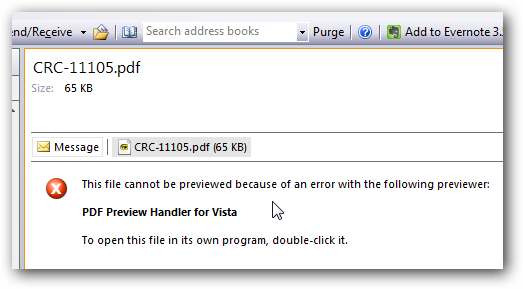 nd/Receive Search address books Purge Add to Evernote 3.
CRC-11105.pdf
Size: 65 KB
Message CRC-11105.pdf (65 KB)
This file cannot be previewed because of an error with the following previewer:
PDF Preview Handler for Vista
To open this file in its own program, double-click it.